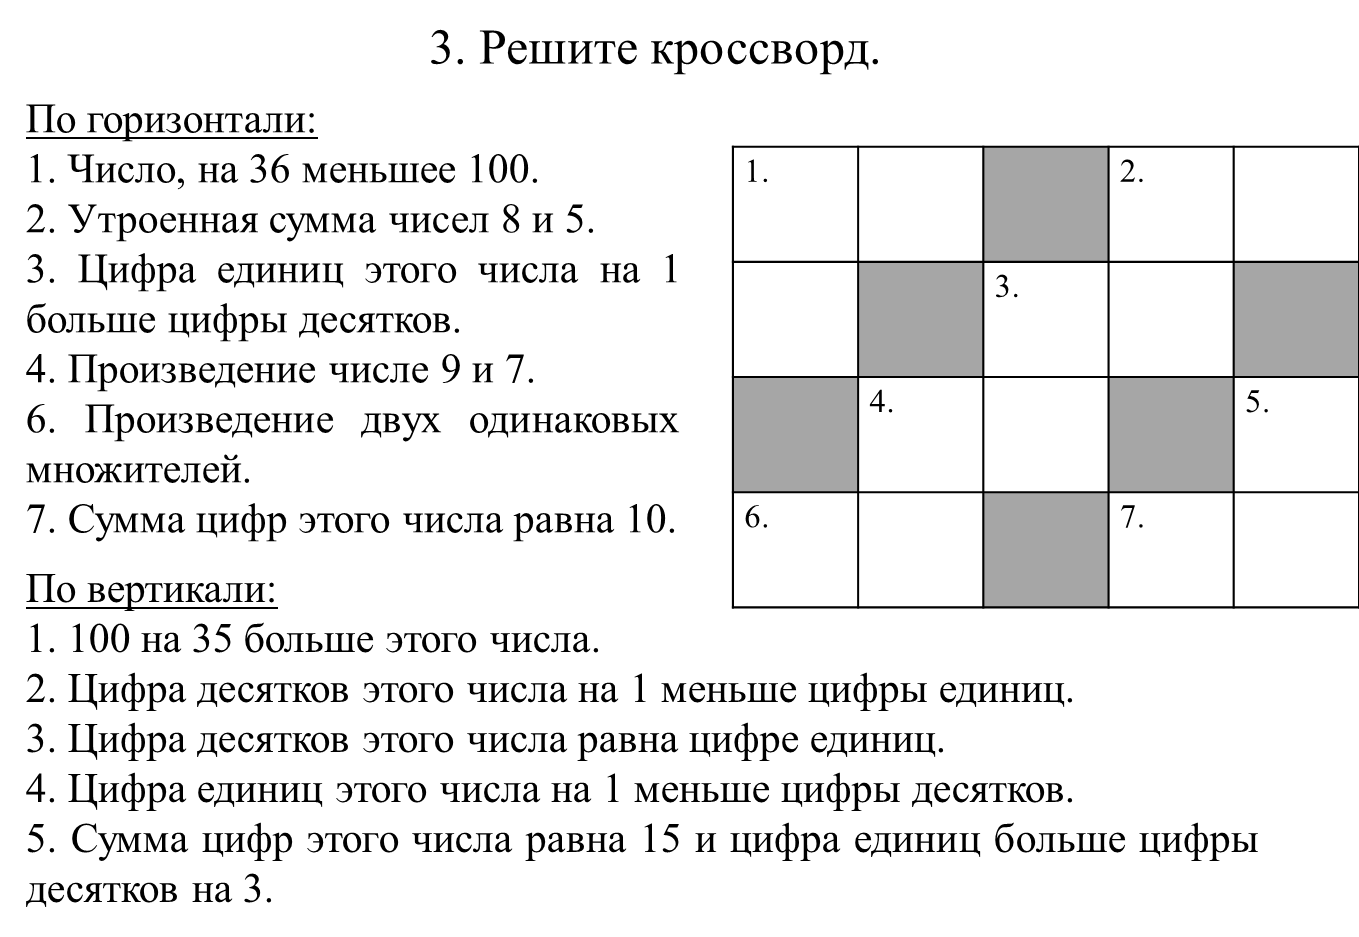 3. Решите кроссворд.
По горизонтали:
1. Число, на 36 меньшее 100.
2. Утроенная сумма чисел 8 и 5.
3. Цифра единиц этого числа на 1
больше цифры десятков.
4. Произведение числе 9 и 7.
6. Произведение двух одинаковых
множителей.
7. Сумма цифр этого числа равна 10.
1. 2.
3.
4. 5.
6. 7.
По вертикали:
1. 100 на 35 больше этого числа.
2. Цифра десятков этого числа на 1 меньше цифры единиц.
3. Цифра десятков этого числа равна цифре единиц.
4. Цифра единиц этого числа на 1 меньше цифры десятков.
5. Сумма цифр этого числа равна 15 и цифра единиц больше цифры
десятков на 3.